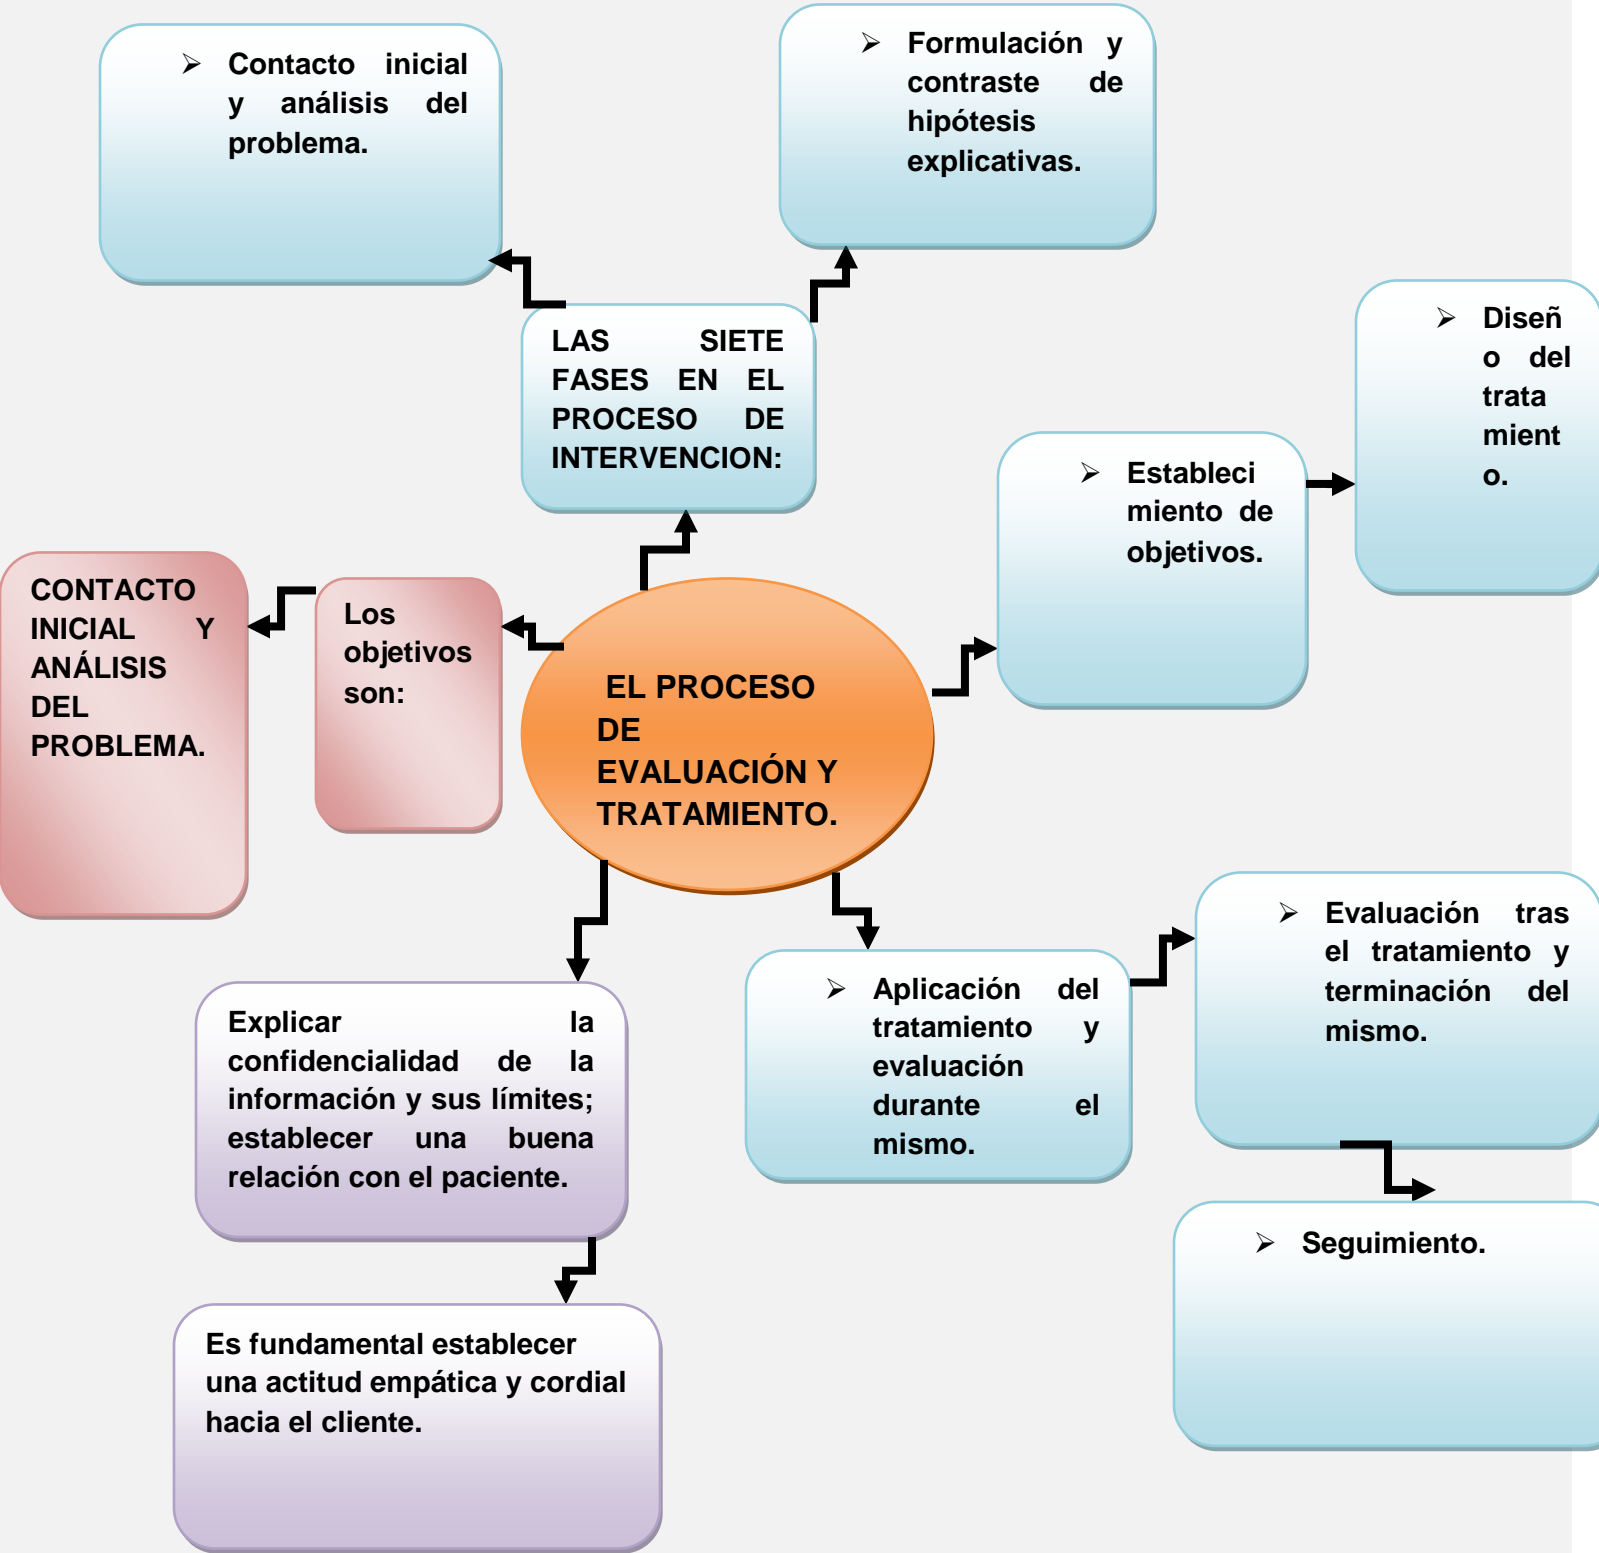 ➢ Contacto inicial
y análisis del
problema.
➢ Formulación y
contraste de
hipótesis
explicativas.
LAS SIETE
FASES EN EL
PROCESO DE
INTERVENCION:
➢ Diseñ
o del
trata
mient
o.
➢ Estableci
miento de
objetivos.
CONTACTO
INICIAL Y
ANÁLISIS
DEL
PROBLEMA.
Los
objetivos
son:
EL PROCESO
DE
EVALUACIÓN Y
TRATAMIENTO.
➢ Evaluación tras
el tratamiento y
terminación del
mismo.
➢ Aplicación del
tratamiento y
evaluación
durante el
mismo.
Explicar la
confidencialidad de la
información y sus límites;
establecer una buena
relación con el paciente.
➢ Seguimiento.
Es fundamental establecer
una actitud empática y cordial
hacia el cliente.